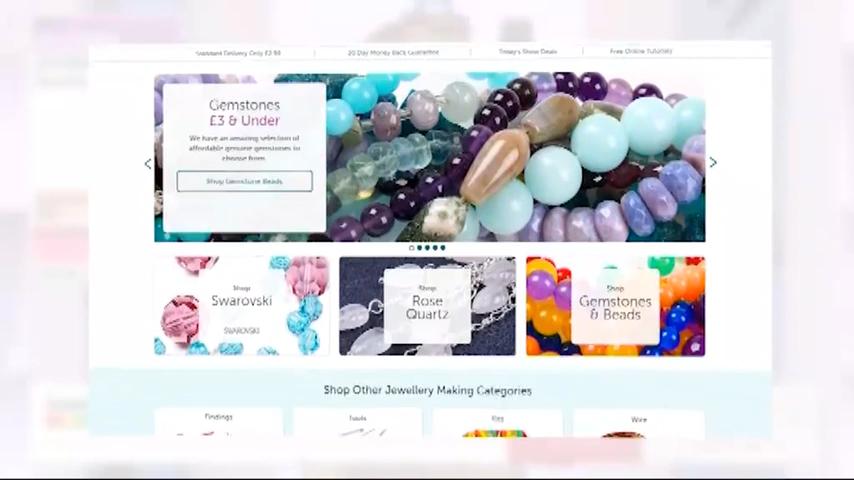 Standard Delivery Only £2.99
20 Day Money Back Guarantee
Today's Show Deals
Free Online Tutorials
Gemstones
£3 & Under
We have an amazing selection of
affordable genuine gemstones to
choose from.
Shop Gemstone Beads
Shop
Swarovski
SWAROVSKI
Shop
Rose
Quartz
Shop
Gemstones
& Beads
Shop Other Jewellery Making Categories
Findings
Tools
Wire